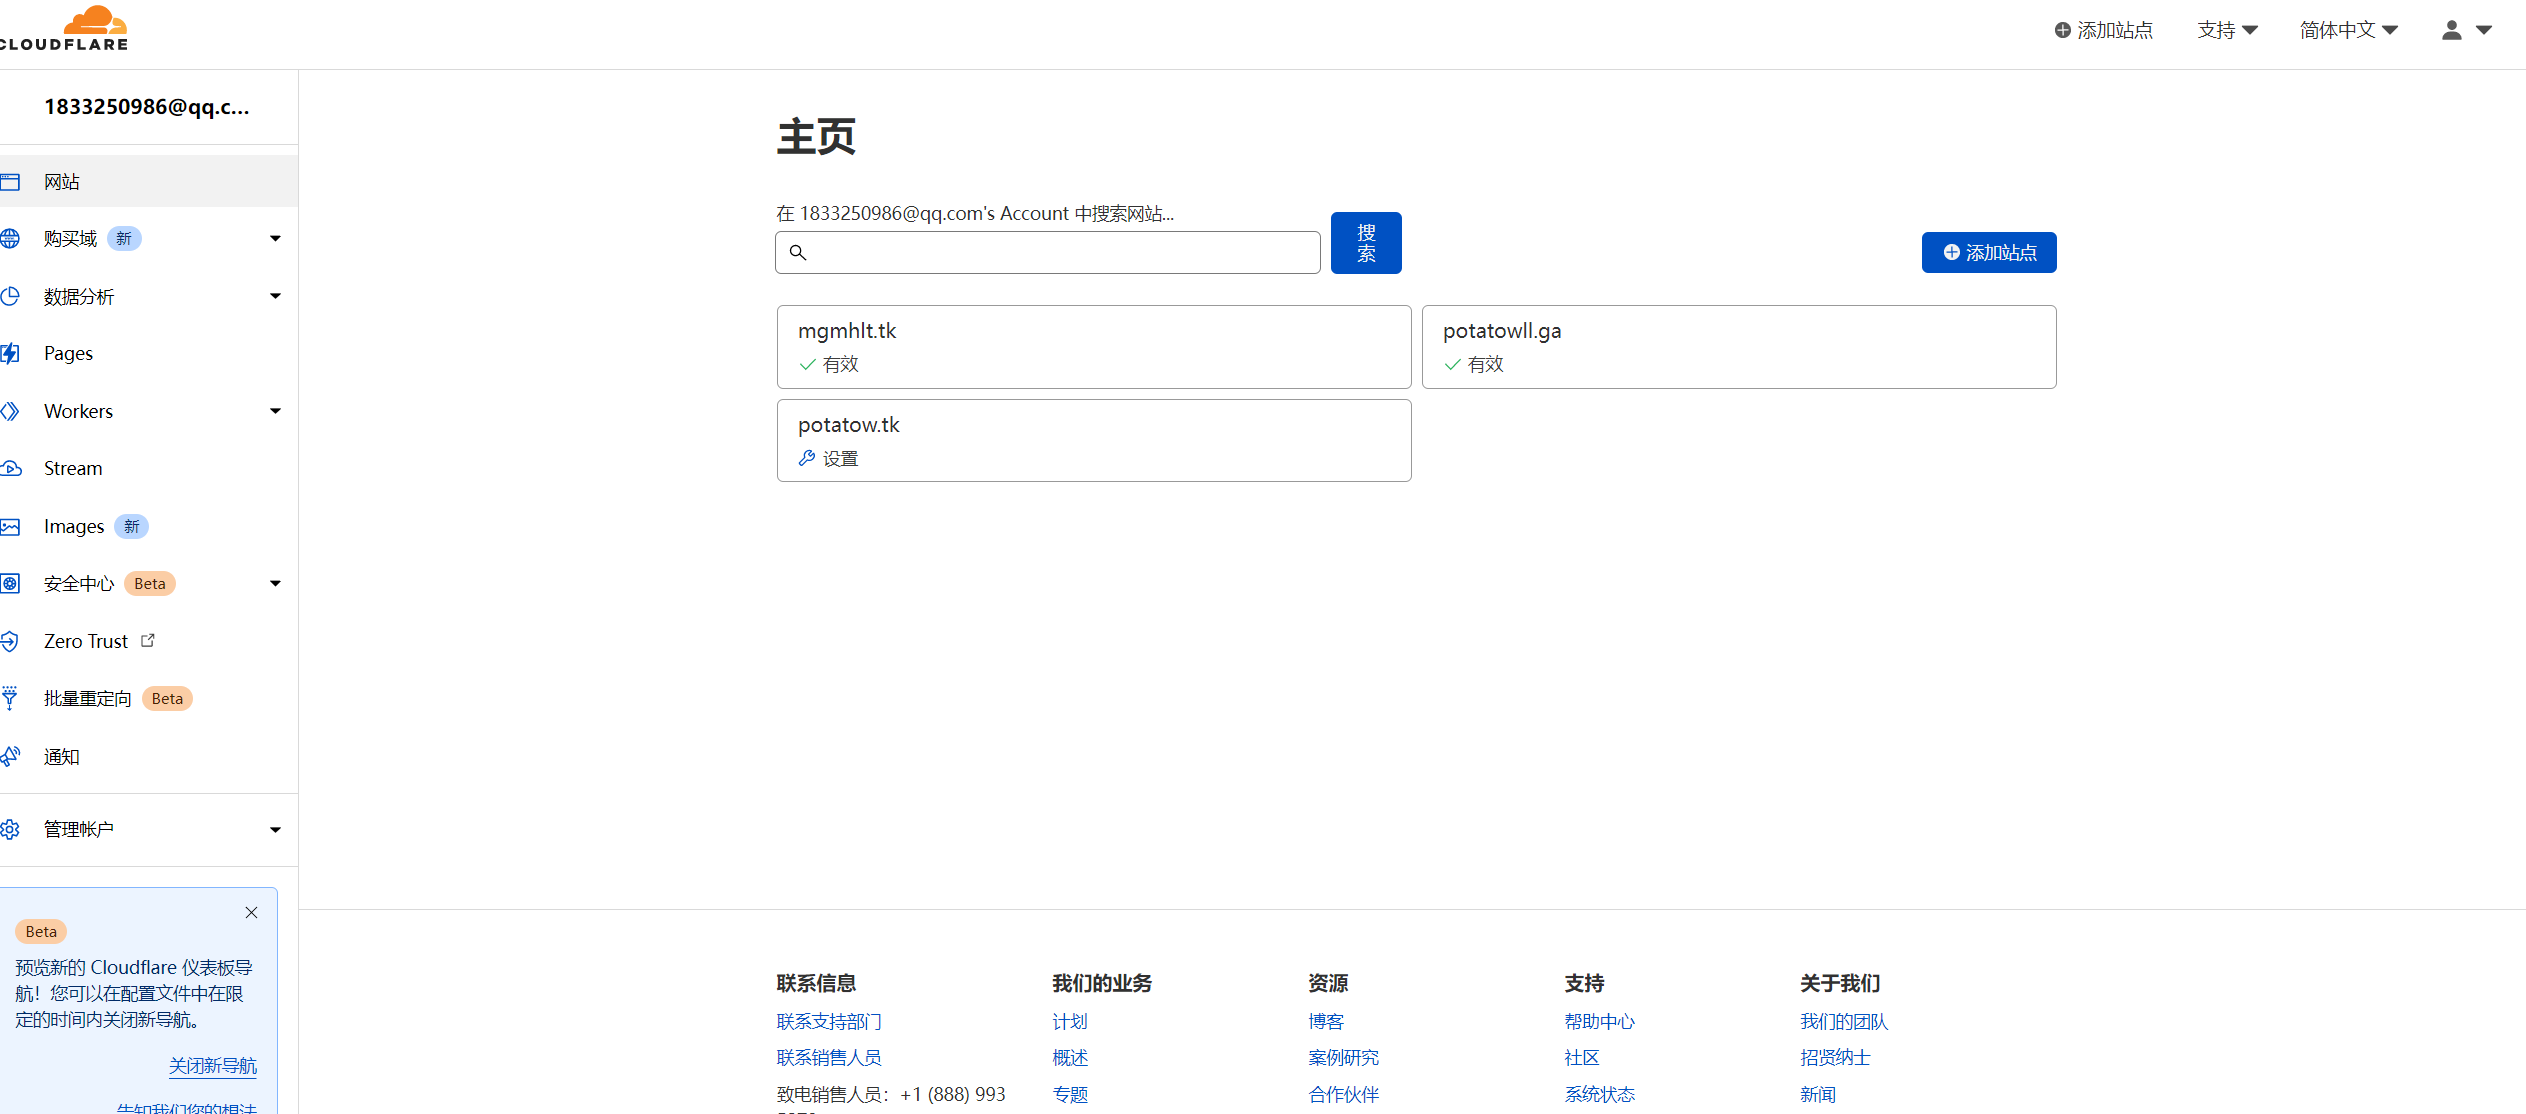 CLOUDFLARE
添加站点
支持
简体中文
1833250986@qq.c...
网站
购买域 新
数据分析
Pages
Workers
Stream
Images 新
安全中心 Beta
Zero Trust
批量重定向 Beta
通知
管理帐户
Beta
预览新的 Cloudflare 仪表板导
航！您可以在配置文件中在限
定的时间内关闭新导航。
关闭新导航
告知我们您的想法
主页
在 1833250986@qq.com's Account 中搜索网站...
搜
索
添加站点
mgmhlt.tk
有效
potatowll.ga
有效
potatow.tk
设置
联系信息
联系支持部门
联系销售人员
致电销售人员：+1 (888) 993
我们的业务
计划
概述
专题
资源
博客
案例研究
合作伙伴
支持
帮助中心
社区
系统状态
关于我们
我们的团队
招贤纳士
新闻